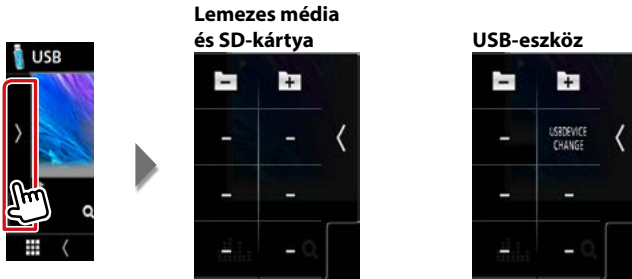 USB
Lemezes média
és SD-kártya
USB-eszköz
USBDEVICE
CHANGE